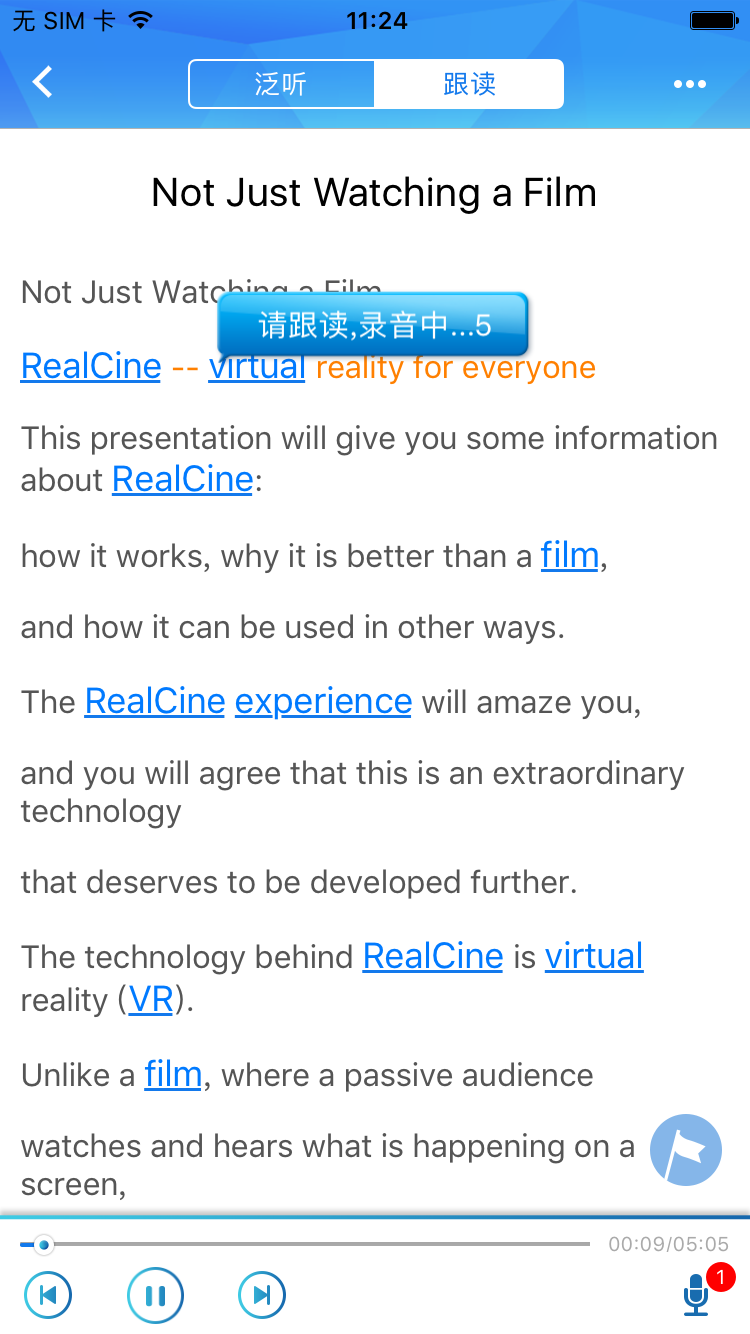 无 SIM 卡
11:24
泛听
跟读
Not Just Watching a Film
Not Just Watching a Film
请跟读,录音中...5
RealCine -- virtual reality for everyone
This presentation will give you some information
about RealCine:
how it works, why it is better than a film,
and how it can be used in other ways.
The RealCine experience will amaze you,
and you will agree that this is an extraordinary
technology
that deserves to be developed further.
The technology behind RealCine is virtual
reality (VR).
Unlike a film, where a passive audience
watches and hears what is happening on a
screen,
00:09/05:05
1